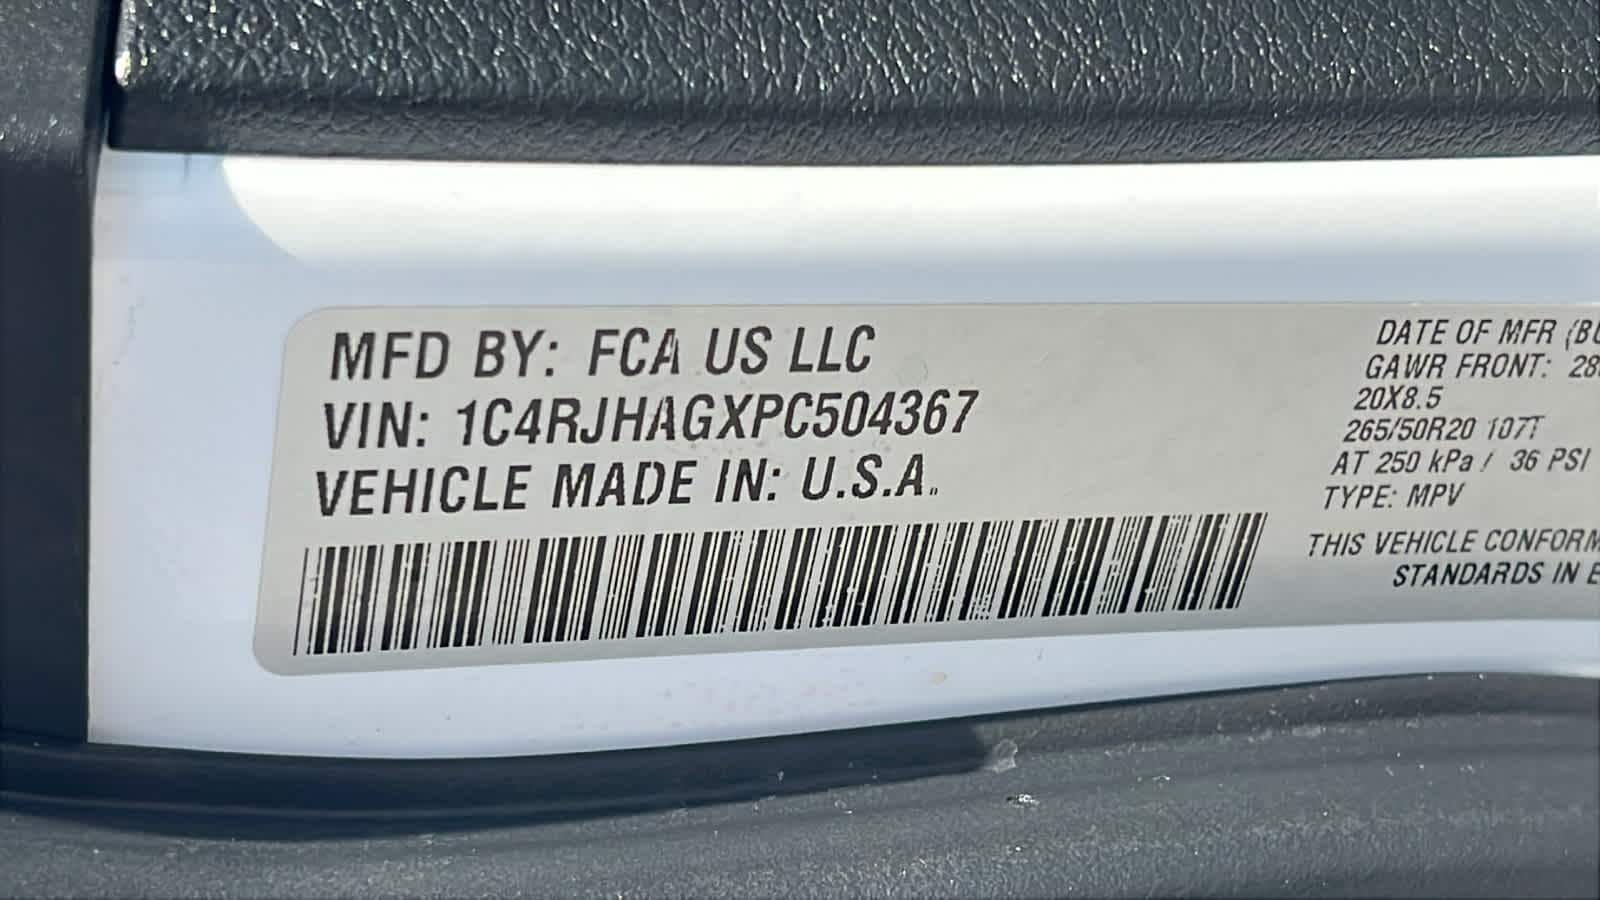 MFD BY: FCA US LLC
VIN: 1C4RJHAGXPC504367
VEHICLE MADE IN: U.S.A.
DATE OF MFR
GAWR FRONT:
20X8.5
265/50R20 107T
AT 250 kPa / 36 PSI
TYPE: MPV
THIS VEHICLE
STANDARDS IN